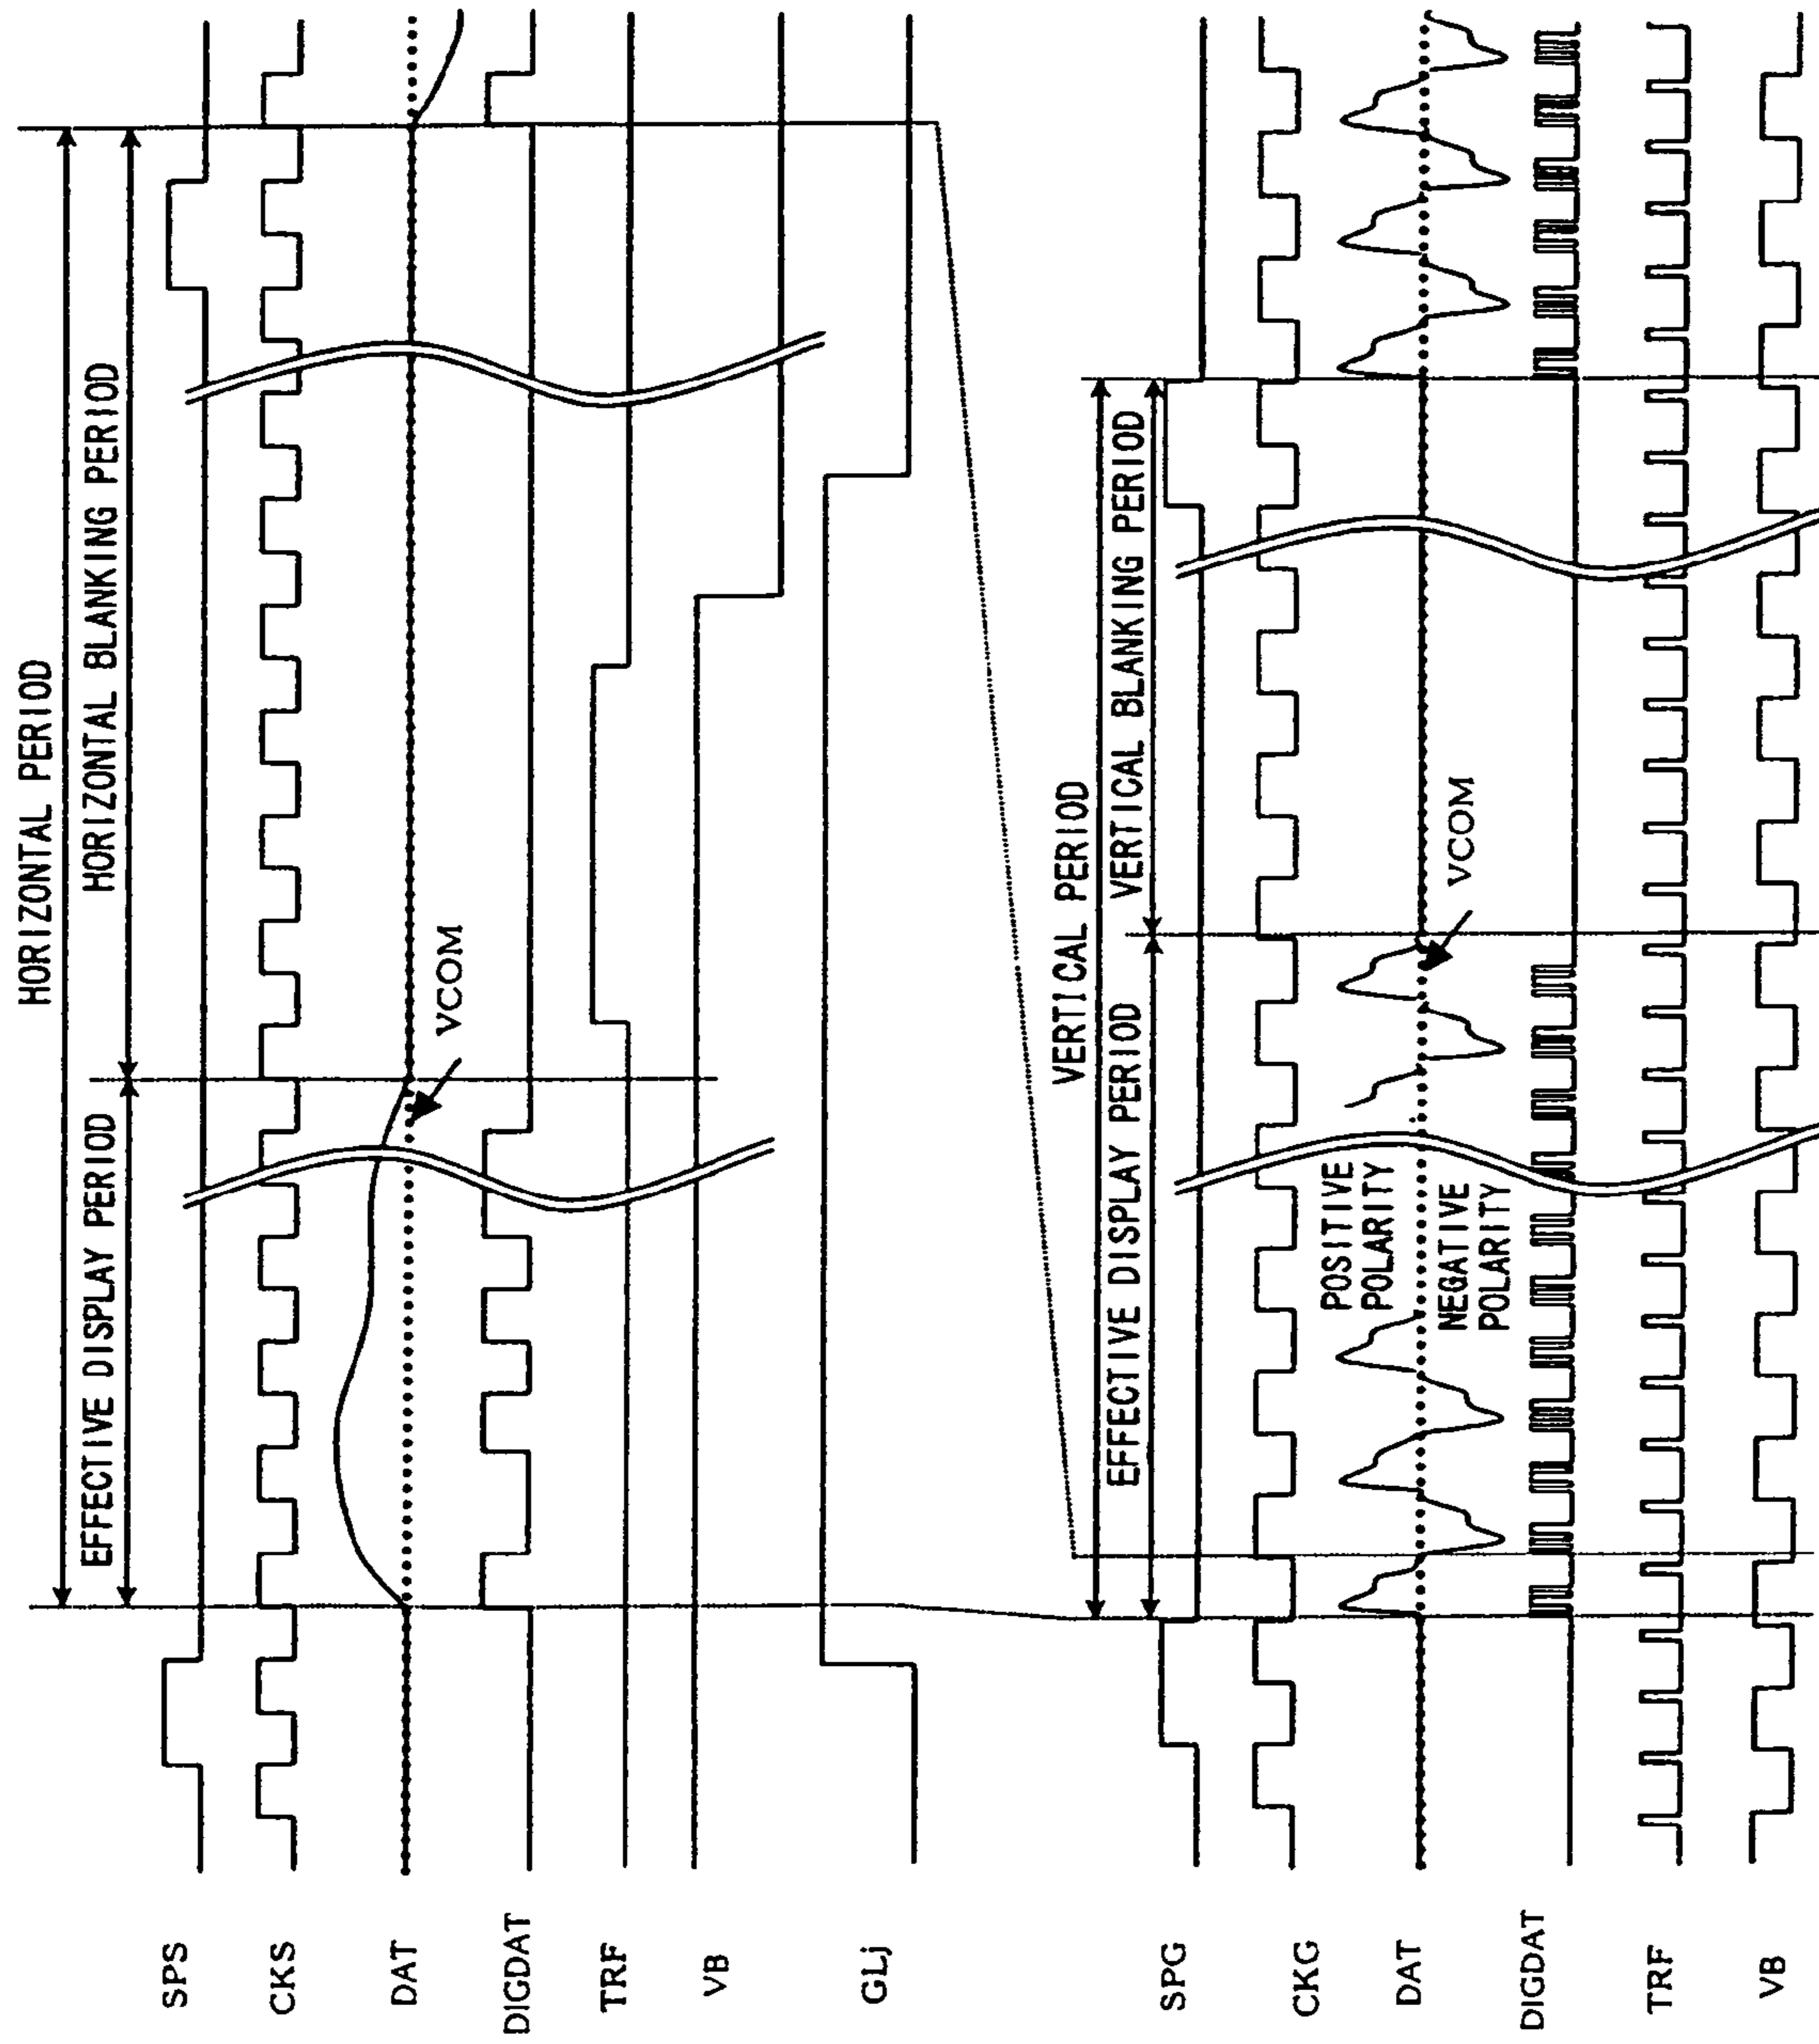 HORIZONTAL PERIOD
EFFECTIVE DISPLAY PERIOD
HORIZONTAL BLANKING PERIOD
SPS
CKS
DAT
VCOM
DIGDAT
TRF
VB
GLj
VERTICAL PERIOD
EFFECTIVE DISPLAY PERIOD
VERTICAL BLANKING PERIOD
SPG
CKG
POSITIVE
POLARITY
DAT
VCOM
NEGATIVE
POLARITY
DIGDAT
TRF
VB